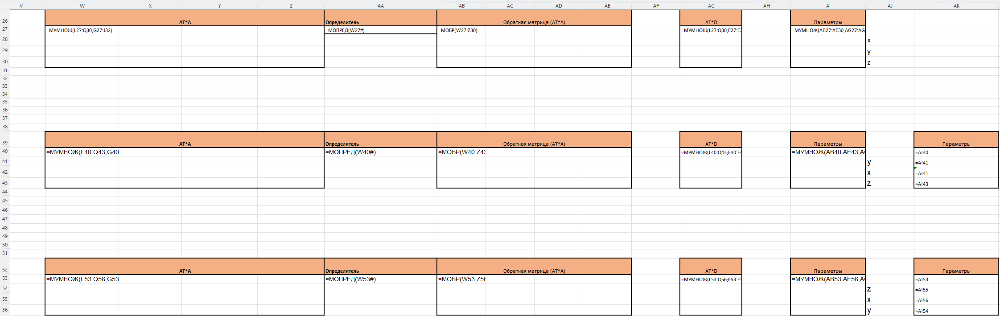 V W X Y Z AA AB AC AD AE AF AG AH AI AJ AK
26 AT*A Определитель Обратная матрица (AT*A) AT*D Параметры
27 =МУМНОЖ(L27:Q30;G27:J32) =МОПРЕД(W27#) =МОБР(W27:Z30) =МУМНОЖ(L27:Q30;E27:E3 =МУМНОЖ(AB27:AE30;AG27:AG
28 x
29 y
30 z
31
32
33
34
35
36
37
38
39 AT*A Определитель Обратная матрица (AT*A) AT*D Параметры Параметры
40 =МУМНОЖ(L40:Q43;G40 =МОПРЕД(W40#) =МОБР(W40:Z43 =МУМНОЖ(L40:Q43;E40:E4 =МУМНОЖ(AB40:AE43;A =AI40
41 y =AI41
42 x =AI41
43 z =AI43
44
45
46
47
48
49
50
51
52 AT*A Определитель Обратная матрица (AT*A) AT*D Параметры Параметры
53 =МУМНОЖ(L53:Q56;G53 =МОПРЕД(W53#) =МОБР(W53:Z56 =МУМНОЖ(L53:Q56;E53:E5 =МУМНОЖ(AB53:AE56;A =AI53
54 z =AI55
55 x =AI56
56 y =AI54